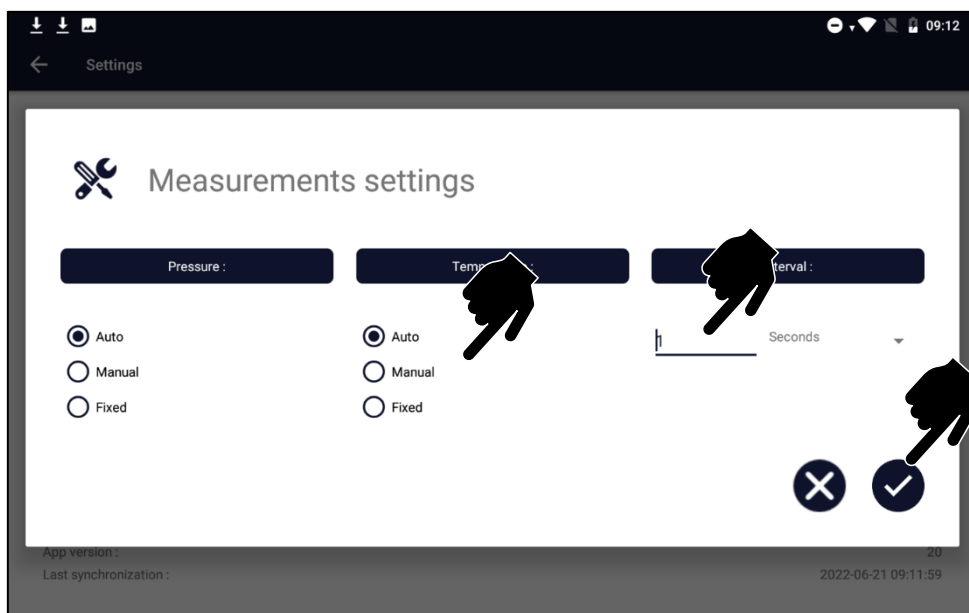 09:12
Settings
Measurements settings
Pressure :
Auto
Manual
Fixed
Auto
Manual
Fixed
1
Seconds
App version :
20
Last synchronization :
2022-06-21 09:11:59